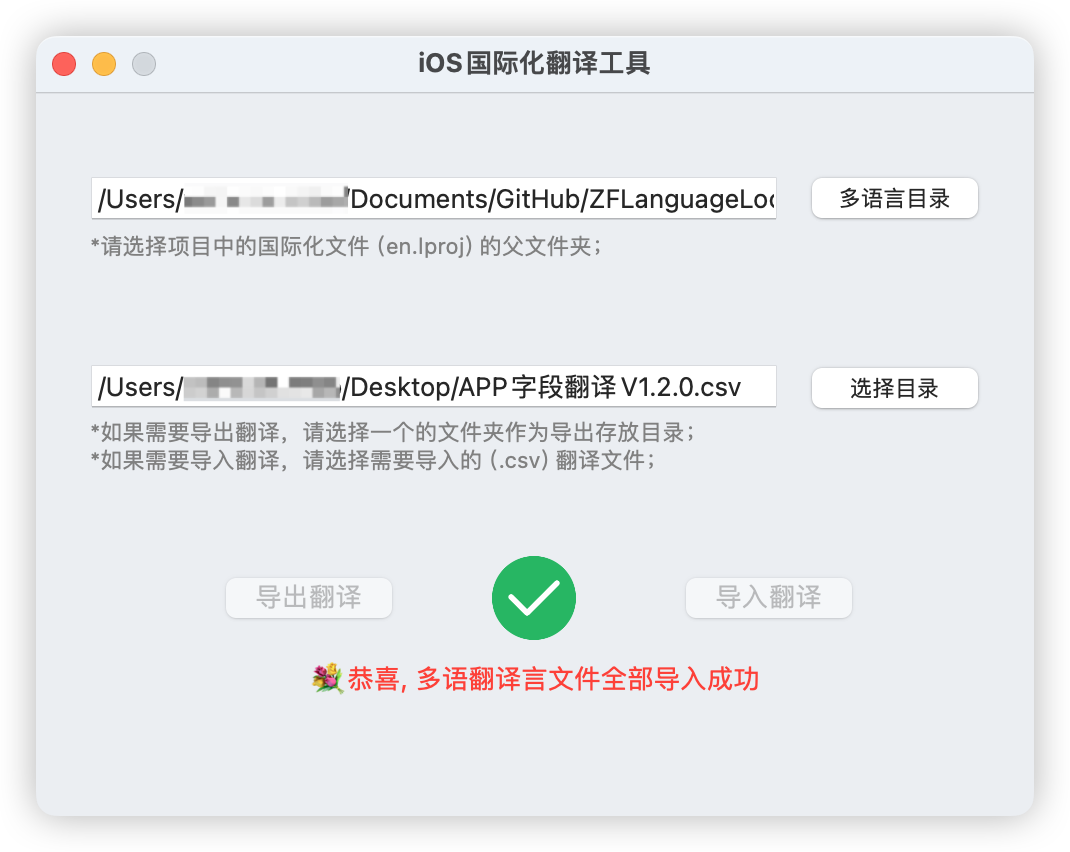 iOS国际化翻译工具
/Users/ /Documents/GitHub/ZFLanguageLoc 多语言目录
*请选择项目中的国际化文件 (en.lproj) 的父文件夹；
/Users/ /Desktop/APP字段翻译V1.2.0.csv 选择目录
*如果需要导出翻译，请选择一个的文件夹作为导出存放目录；
*如果需要导入翻译，请选择需要导入的 (.csv) 翻译文件；
导出翻译 导入翻译
💐恭喜, 多语翻译言文件全部导入成功